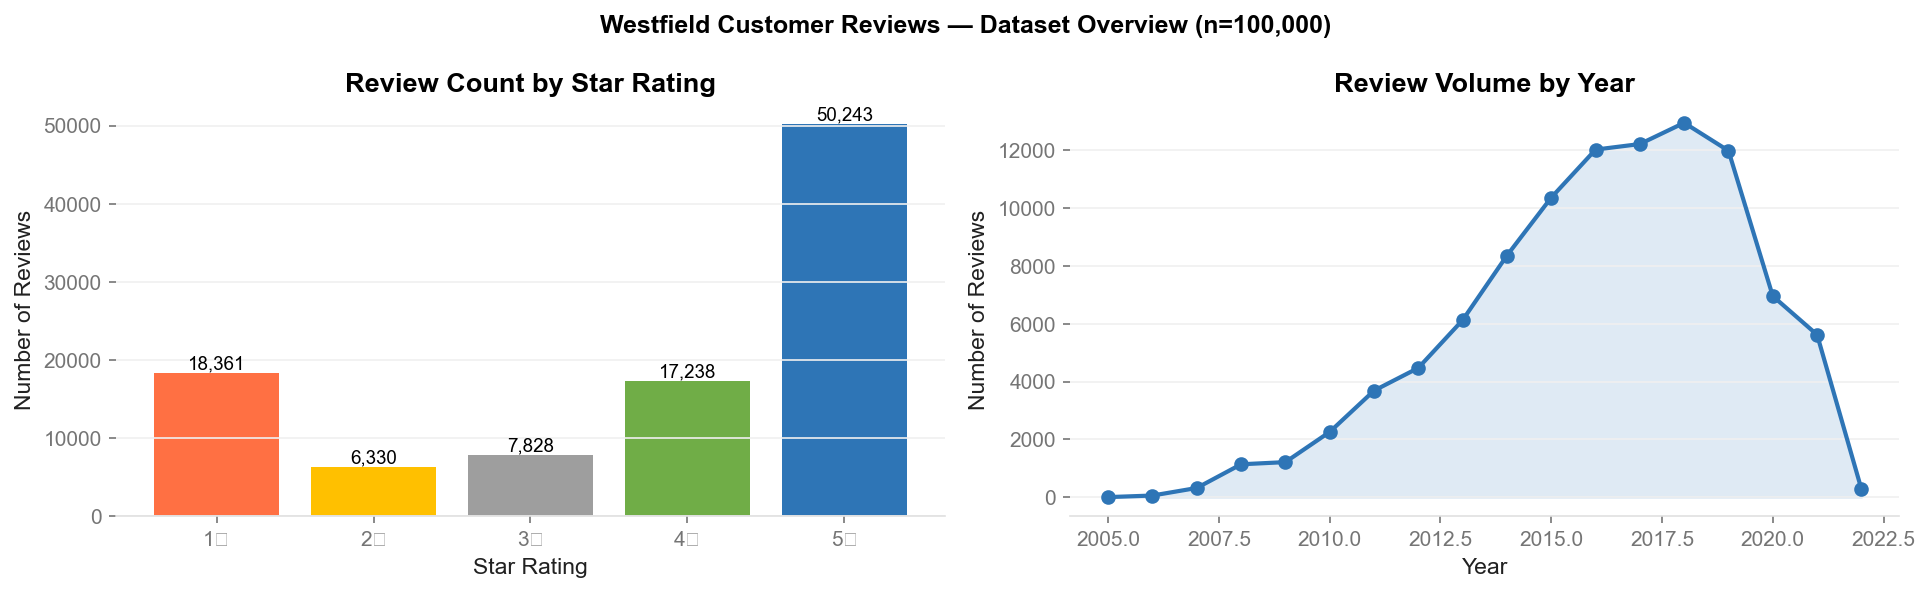 Westfield Customer Reviews — Dataset Overview (n=100,000)
Review Count by Star Rating
Number of Reviews
50000
40000
30000
20000
10000
0
18,361
6,330
7,828
17,238
50,243
1□
2□
3□
4□
5□
Star Rating
Review Volume by Year
Number of Reviews
12000
10000
8000
6000
4000
2000
0
2005.0 2007.5 2010.0 2012.5 2015.0 2017.5 2020.0 2022.5
Year